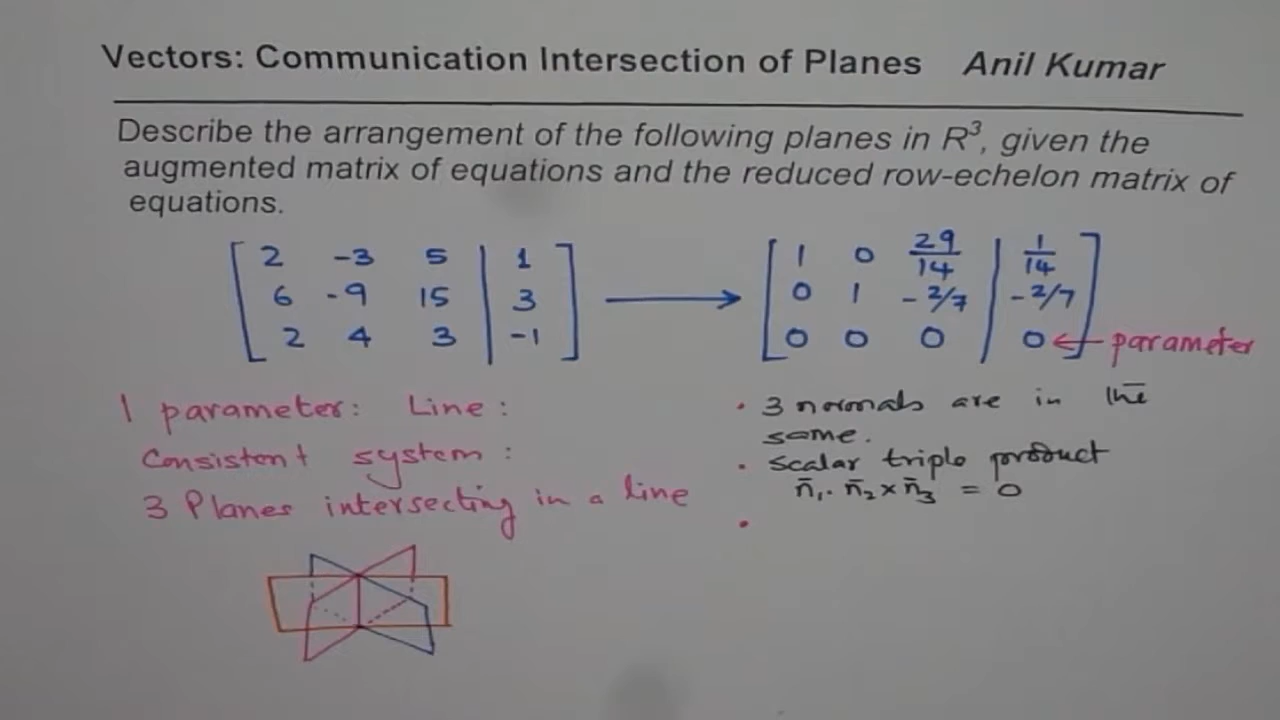 Vectors: Communication Intersection of Planes Anil Kumar
Describe the arrangement of the following planes in R³, given the
augmented matrix of equations and the reduced row-echelon matrix of
equations.
[ 2 -3 5 | 1 ] → [ 1 0 29/14 | 1/14 ]
[ 6 -9 15 | 3 ] [ 0 1 -2/7 | -2/7 ]
[ 2 4 3 | -1 ] [ 0 0 0 | 0 ] ← parameter
1 parameter: Line:
Consistent system:
3 Planes intersecting in a line
• 3 normals are in the
same.
• scalar triple product
n̄₁. n̄₂ x n̄₃ = 0
•